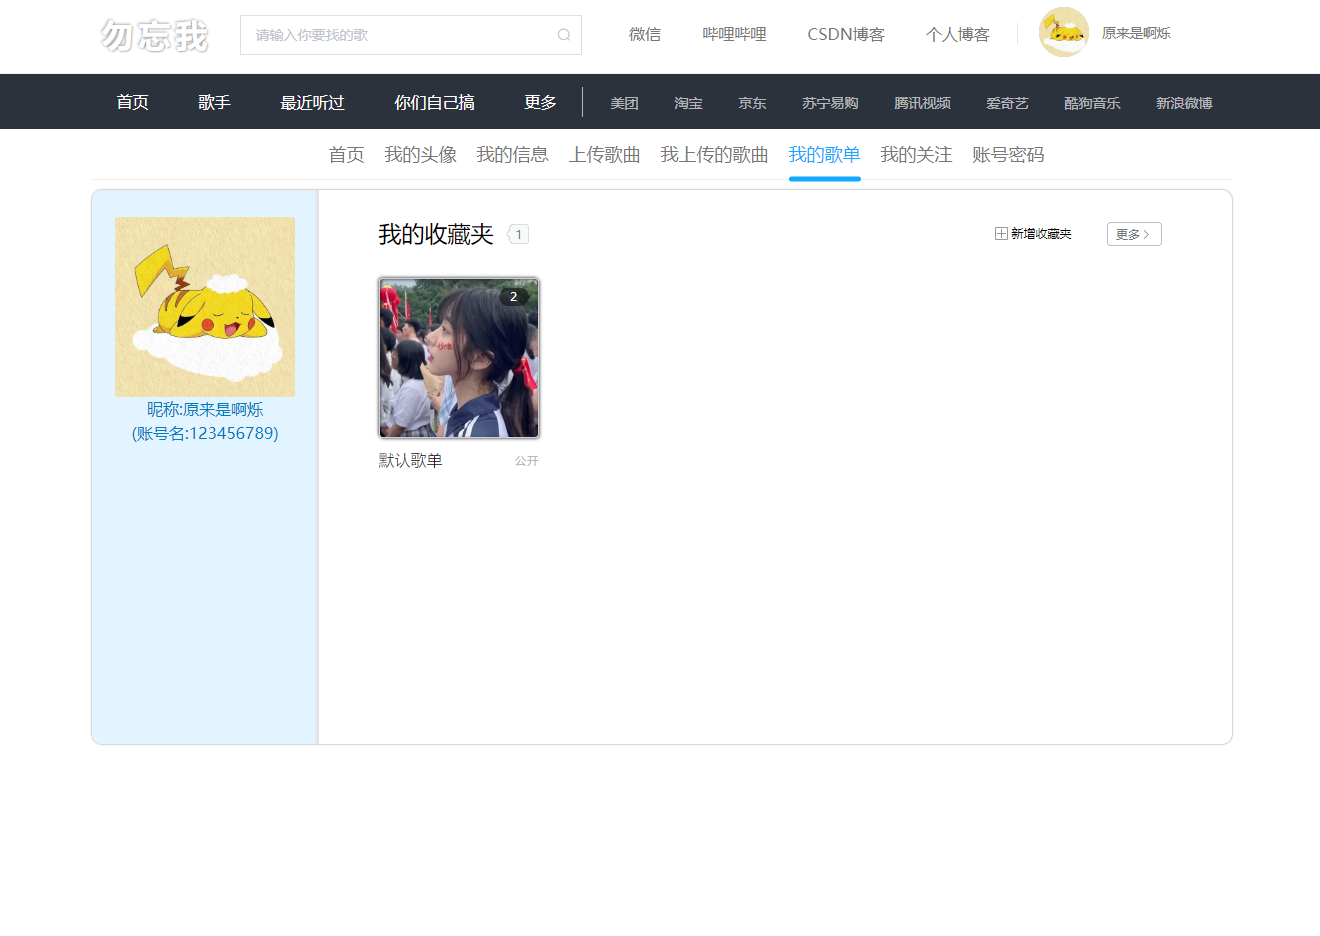 勿忘我 请输入你要找的歌 微信 哔哩哔哩 CSDN博客 个人博客 原来是啊烁
首页 歌手 最近听过 你们自己搞 更多 美团 淘宝 京东 苏宁易购 腾讯视频 爱奇艺 酷狗音乐 新浪微博
首页 我的头像 我的信息 上传歌曲 我上传的歌曲 我的歌单 我的关注 账号密码
昵称:原来是啊烁
(账号名:123456789)
我的收藏夹 1 新增收藏夹 更多 >
2
默认歌单 公开